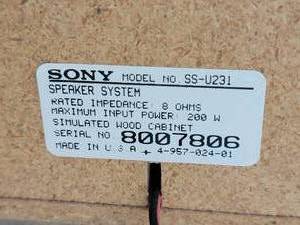 SONY MODEL NO. SS-U231
SPEAKER SYSTEM
RATED IMPEDANCE: 8 OHMS
MAXIMUM INPUT POWER: 200 W
SIMULATED WOOD CABINET
SERIAL NO 8007806
MADE IN U.S.A 4-957-024-01